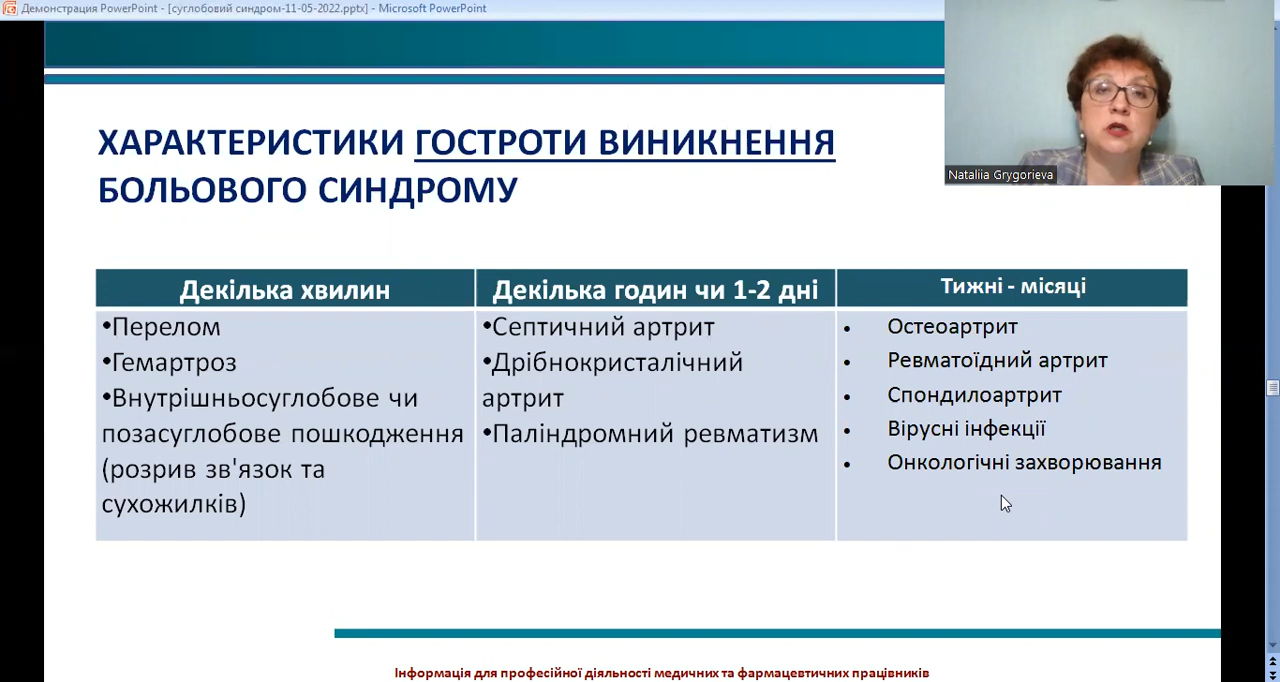 Демонстрация PowerPoint - [суглобовий синдром-11-05-2022.pptx] - Microsoft PowerPoint
Nataliia Grygorieva
ХАРАКТЕРИСТИКИ ГОСТРОТИ ВИНИКНЕННЯ
БОЛЬОВОГО СИНДРОМУ
Декілька хвилин
•Перелом
•Гемартроз
•Внутрішньосуглобове чи
позасуглобове пошкодження
(розрив зв'язок та
сухожилків)
Декілька годин чи 1-2 дні
•Септичний артрит
•Дрібнокристалічний
артрит
•Паліндромний ревматизм
Тижні - місяці
• Остеоартрит
• Ревматоїдний артрит
• Спондилоартрит
• Вірусні інфекції
• Онкологічні захворювання
Інформація для професійної діяльності медичних та фармацевтичних працівників